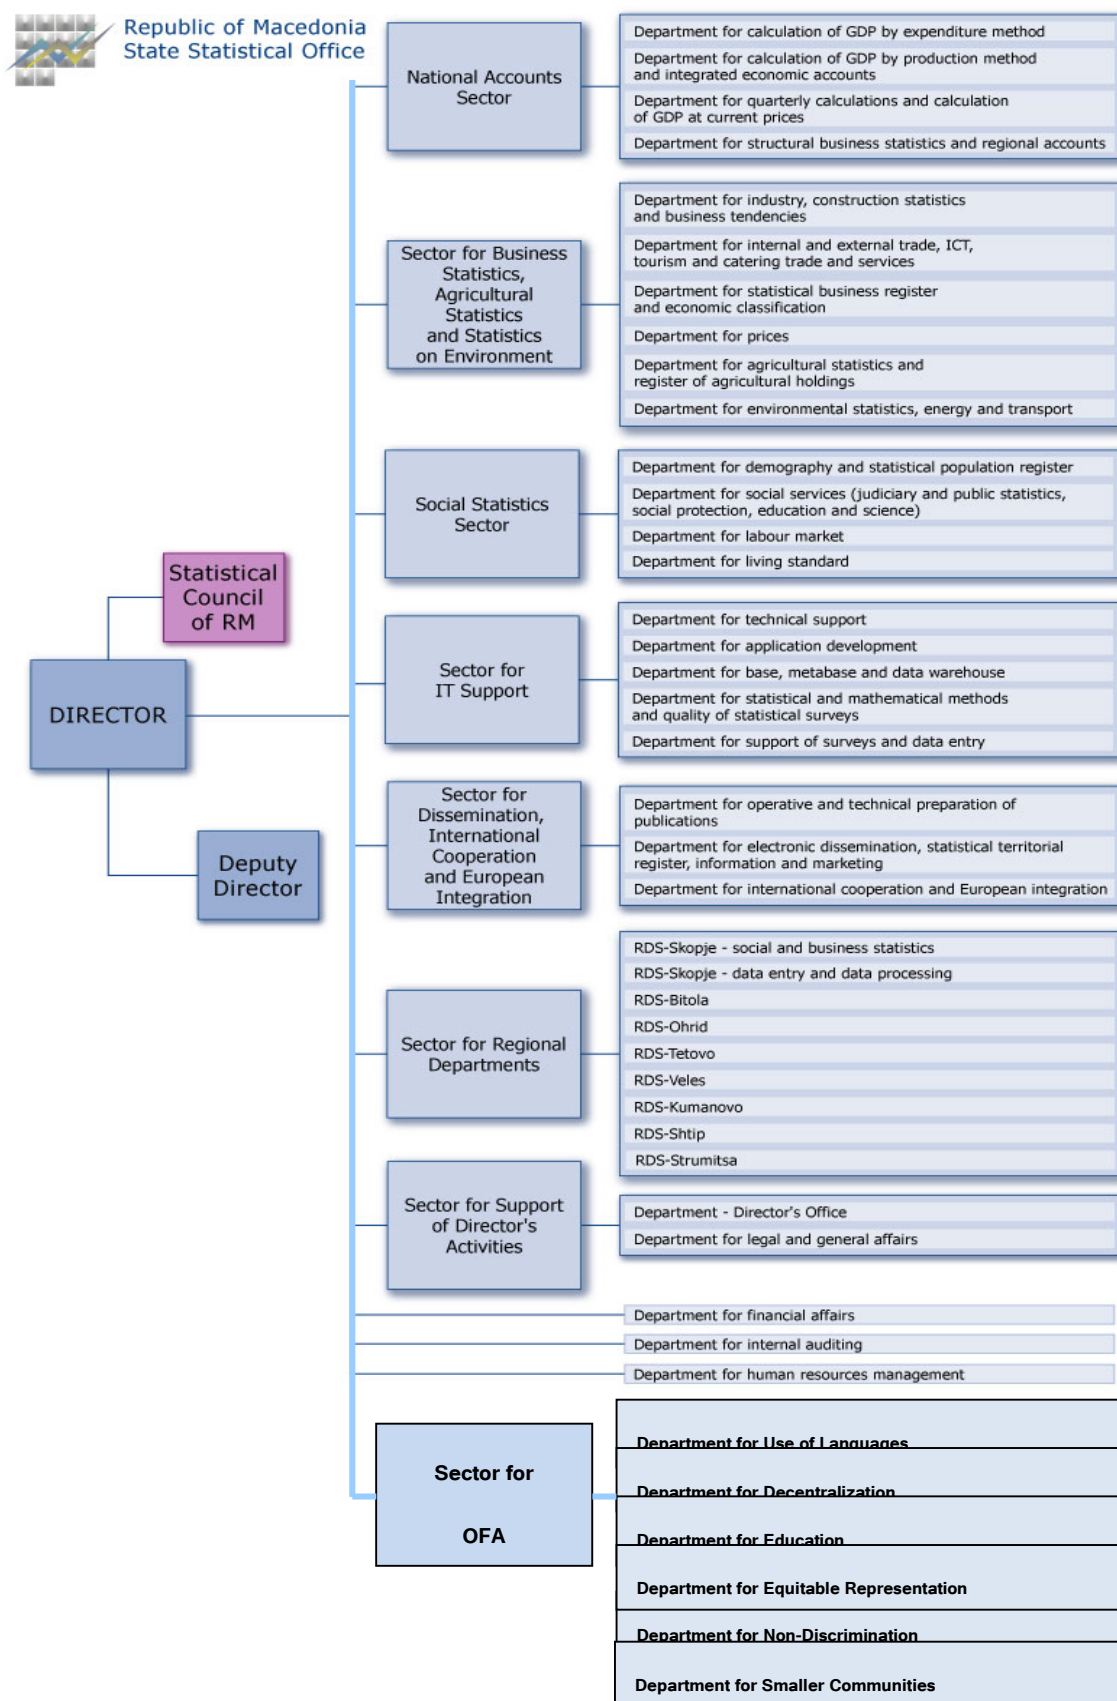 Republic of Macedonia
State Statistical Office
National Accounts
Sector
Department for calculation of GDP by expenditure method
Department for calculation of GDP by production method
and integrated economic accounts
Department for quarterly calculations and calculation
of GDP at current prices
Department for structural business statistics and regional accounts
Sector for Business
Statistics,
Agricultural
Statistics
and Statistics
on Environment
Department for industry, construction statistics
and business tendencies
Department for internal and external trade, ICT,
tourism and catering trade and services
Department for statistical business register
and economic classification
Department for prices
Department for agricultural statistics and
register of agricultural holdings
Department for environmental statistics, energy and transport
Social Statistics
Sector
Department for demography and statistical population register
Department for social services (judiciary and public statistics,
social protection, education and science)
Department for labour market
Department for living standard
Statistical
Council
of RM
DIRECTOR
Deputy
Director
Sector for
IT Support
Department for technical support
Department for application development
Department for base, metabase and data warehouse
Department for statistical and mathematical methods
and quality of statistical surveys
Department for support of surveys and data entry
Sector for
Dissemination,
International
Cooperation
and European
Integration
Department for operative and technical preparation of
publications
Department for electronic dissemination, statistical territorial
register, information and marketing
Department for international cooperation and European integration
Sector for Regional
Departments
RDS-Skopje - social and business statistics
RDS-Skopje - data entry and data processing
RDS-Bitola
RDS-Ohrid
RDS-Tetovo
RDS-Veles
RDS-Kumanovo
RDS-Shtip
RDS-Strumitsa
Sector for Support
of Director's
Activities
Department - Director's Office
Department for legal and general affairs
Department for financial affairs
Department for internal auditing
Department for human resources management
Sector for
OFA
Department for Use of Languages
Department for Decentralization
Department for Education
Department for Equitable Representation
Department for Non-Discrimination
Department for Smaller Communities